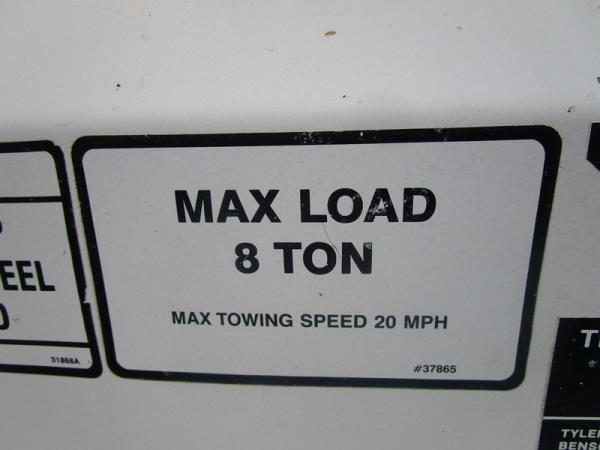 MAX LOAD
8 TON
MAX TOWING SPEED 20 MPH
#37865
31868A